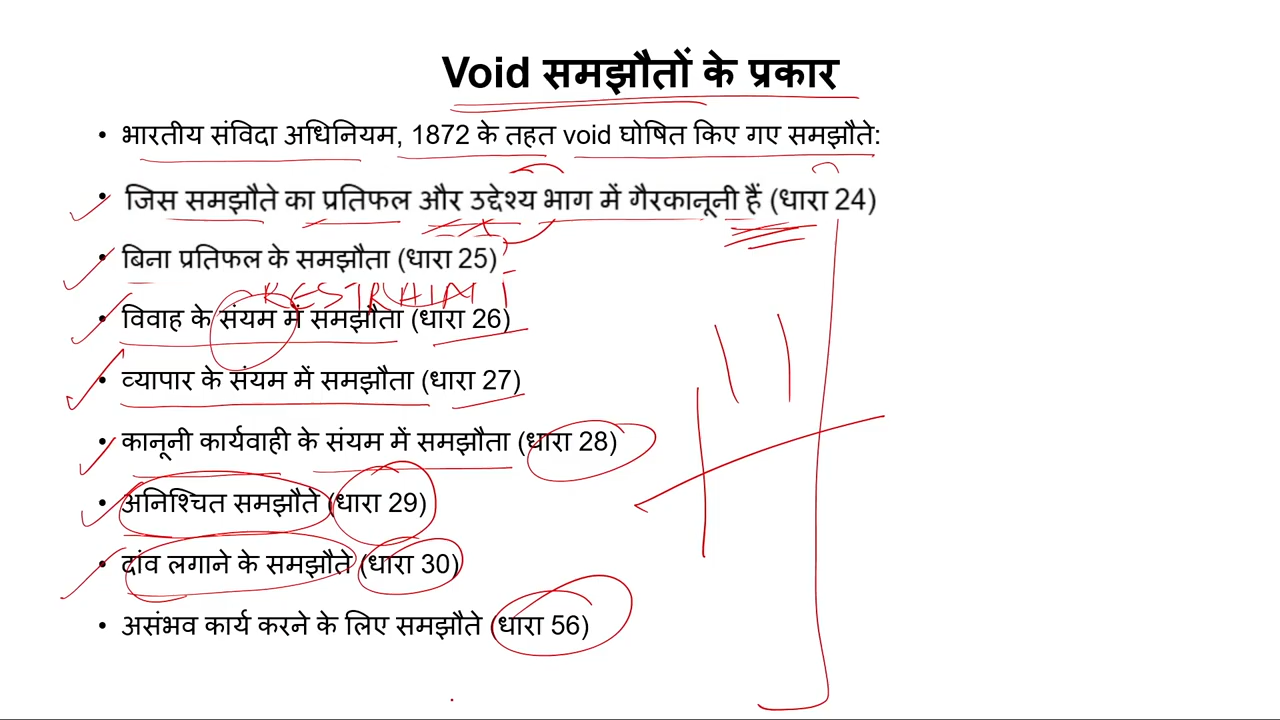 Void समझौतों के प्रकार
• भारतीय संविदा अधिनियम, 1872 के तहत void घोषित किए गए समझौते:
• जिस समझौते का प्रतिफल और उद्देश्य भाग में गैरकानूनी हैं (धारा 24)
• बिना प्रतिफल के समझौता (धारा 25)
RESTRAINT
• विवाह के संयम में समझौता (धारा 26)
• व्यापार के संयम में समझौता (धारा 27)
• कानूनी कार्यवाही के संयम में समझौता (धारा 28)
• अनिश्चित समझौते (धारा 29)
• दांव लगाने के समझौते (धारा 30)
• असंभव कार्य करने के लिए समझौते (धारा 56)